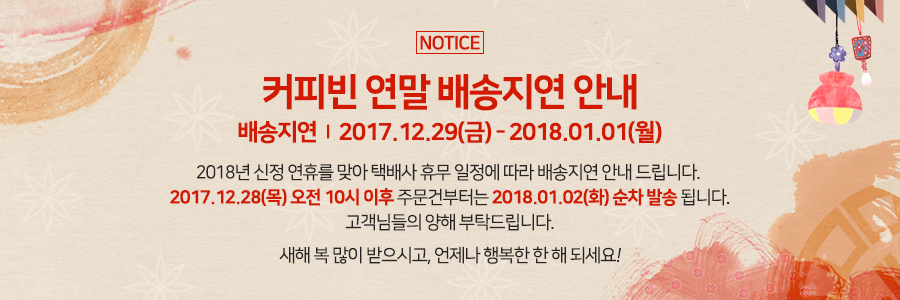 NOTICE
커피빈 연말 배송지연 안내
배송지연 | 2017.12.29(금) - 2018.01.01(월)
2018년 신정 연휴를 맞아 택배사 휴무 일정에 따라 배송지연 안내 드립니다.
2017.12.28(목) 오전 10시 이후 주문건부터는 2018.01.02(화) 순차 발송 됩니다.
고객님들의 양해 부탁드립니다.
새해 복 많이 받으시고, 언제나 행복한 한 해 되세요!